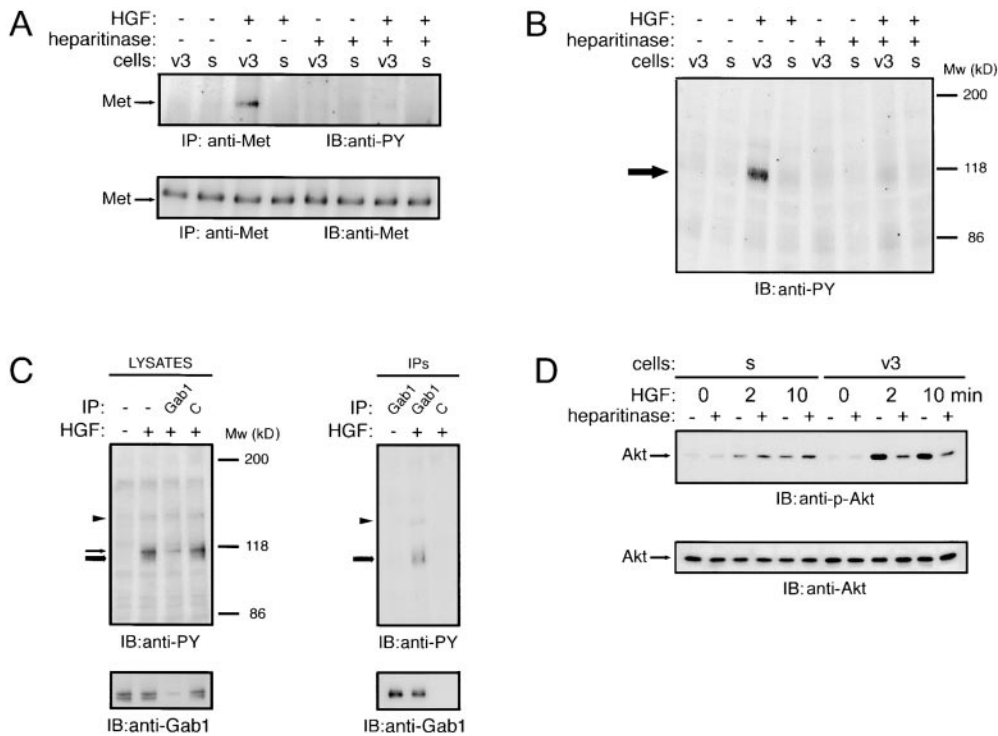 A
HGF: - - + + - - + +
heparitinase: - - - - + + + +
cells: v3 s v3 s v3 s v3 s
Met
IP: anti-Met IB:anti-PY
Met
IP: anti-Met IB:anti-Met
B
HGF: - - + + - - + +
heparitinase: - - - - + + + +
cells: v3 s v3 s v3 s v3 s
Mw (kD)
200
118
86
IB:anti-PY
C
LYSATES
IP: - - Gab1 C
HGF: - + + +
Mw (kD)
200
118
86
IB:anti-PY
IB:anti-Gab1
IPs
IP: Gab1 Gab1 C
HGF: - + +
IB:anti-PY
IB:anti-Gab1
D
cells: s v3
HGF: 0 2 10 0 2 10 min
heparitinase: - + - + - + - + - + - +
Akt
IB:anti-p-Akt
Akt
IB:anti-Akt